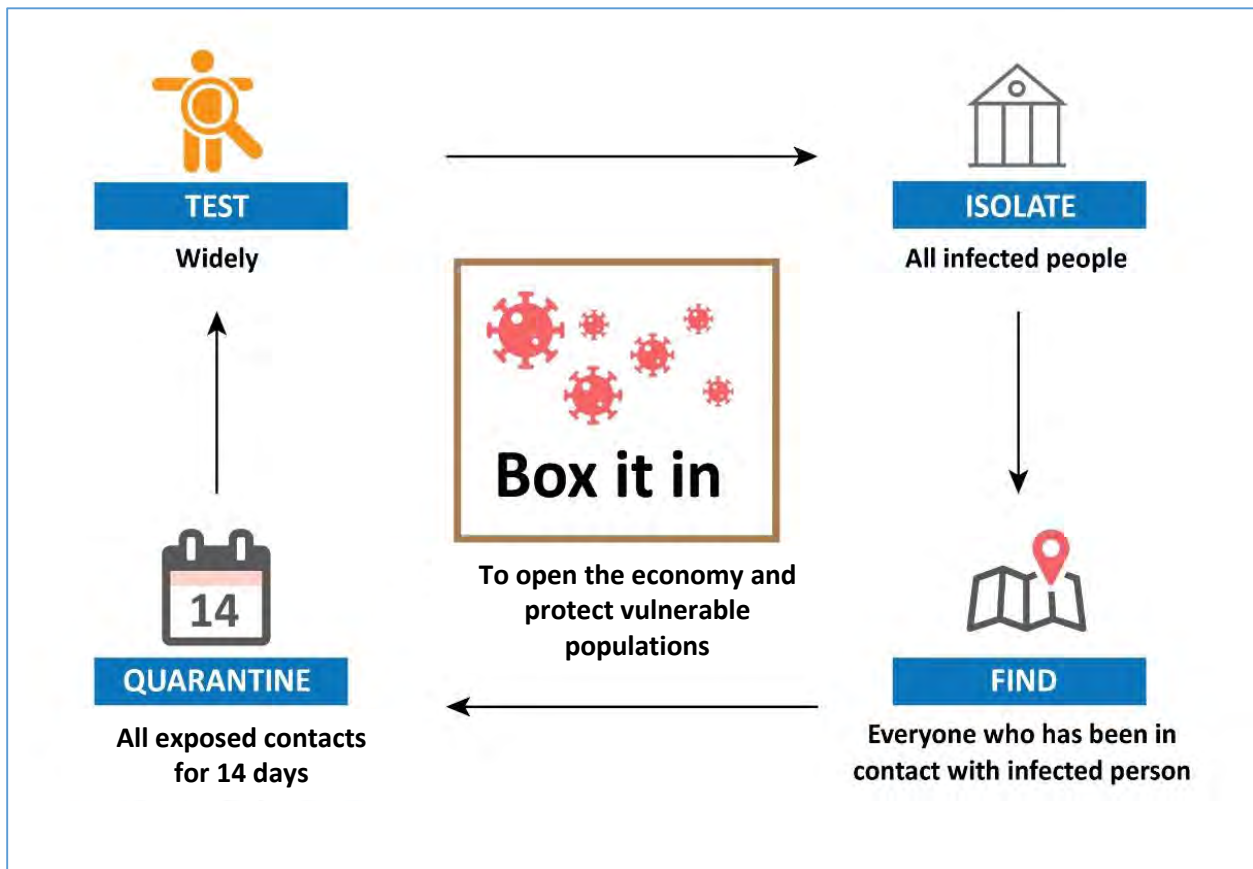 TEST
Widely
ISOLATE
All infected people
Box it in
To open the economy and
protect vulnerable
populations
14
QUARANTINE
All exposed contacts
for 14 days
FIND
Everyone who has been in
contact with infected person